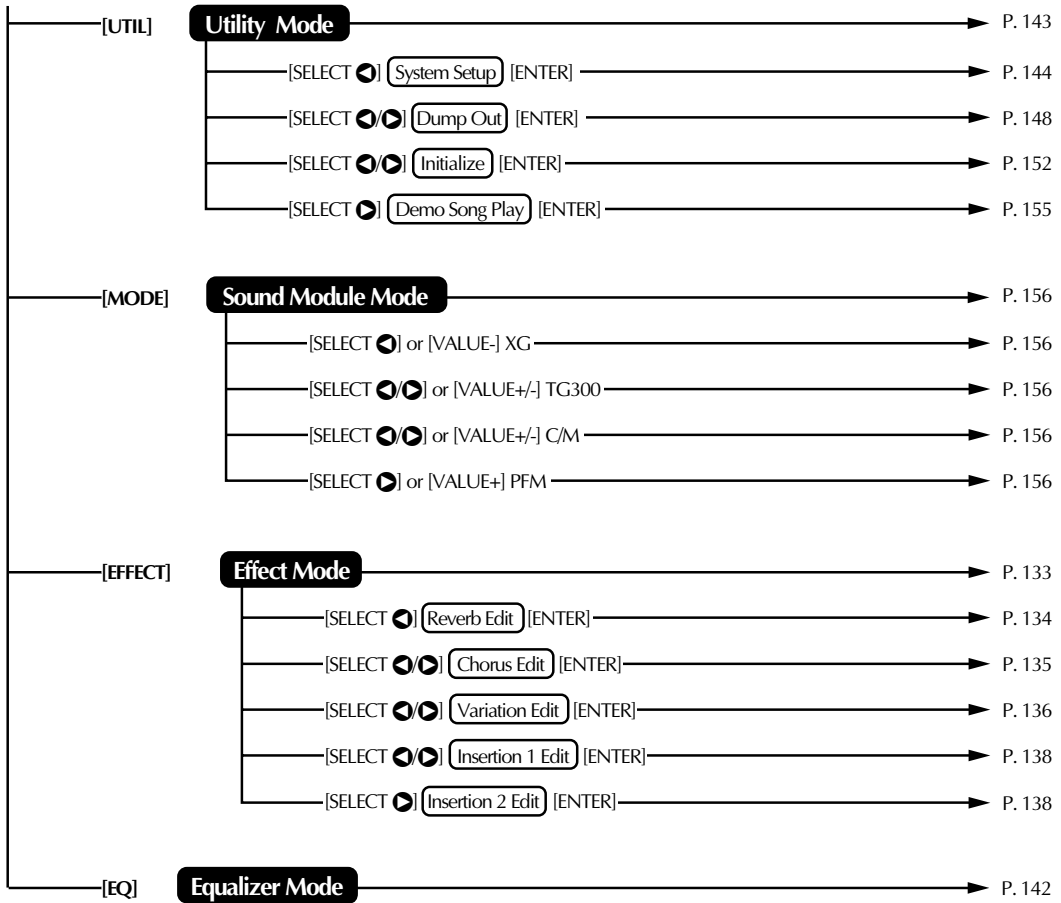 [UTIL] Utility Mode P. 143
[SELECT ◀] System Setup [ENTER] P. 144
[SELECT ◀/▶] Dump Out [ENTER] P. 148
[SELECT ◀/▶] Initialize [ENTER] P. 152
[SELECT ▶] Demo Song Play [ENTER] P. 155
[MODE] Sound Module Mode P. 156
[SELECT ◀] or [VALUE-] XG P. 156
[SELECT ◀/▶] or [VALUE+/-] TG300 P. 156
[SELECT ◀/▶] or [VALUE+/-] C/M P. 156
[SELECT ▶] or [VALUE+] PFM P. 156
[EFFECT] Effect Mode P. 133
[SELECT ◀] Reverb Edit [ENTER] P. 134
[SELECT ◀/▶] Chorus Edit [ENTER] P. 135
[SELECT ◀/▶] Variation Edit [ENTER] P. 136
[SELECT ◀/▶] Insertion 1 Edit [ENTER] P. 138
[SELECT ▶] Insertion 2 Edit [ENTER] P. 138
[EQ] Equalizer Mode P. 142